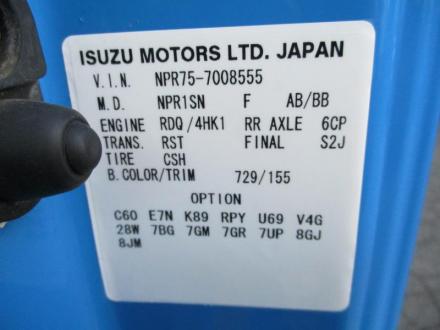 ISUZU MOTORS LTD. JAPAN
V.I.N. NPR75-7008555
M.D. NPR1SN F AB/BB
ENGINE RDQ/4HK1 RR AXLE 6CP
TRANS. RST FINAL S2J
TIRE CSH
B.COLOR/TRIM 729/155
OPTION
C60 E7N K89 RPY U69 V4G
28W 7BG 7GM 7GR 7UP 8GJ
8JM